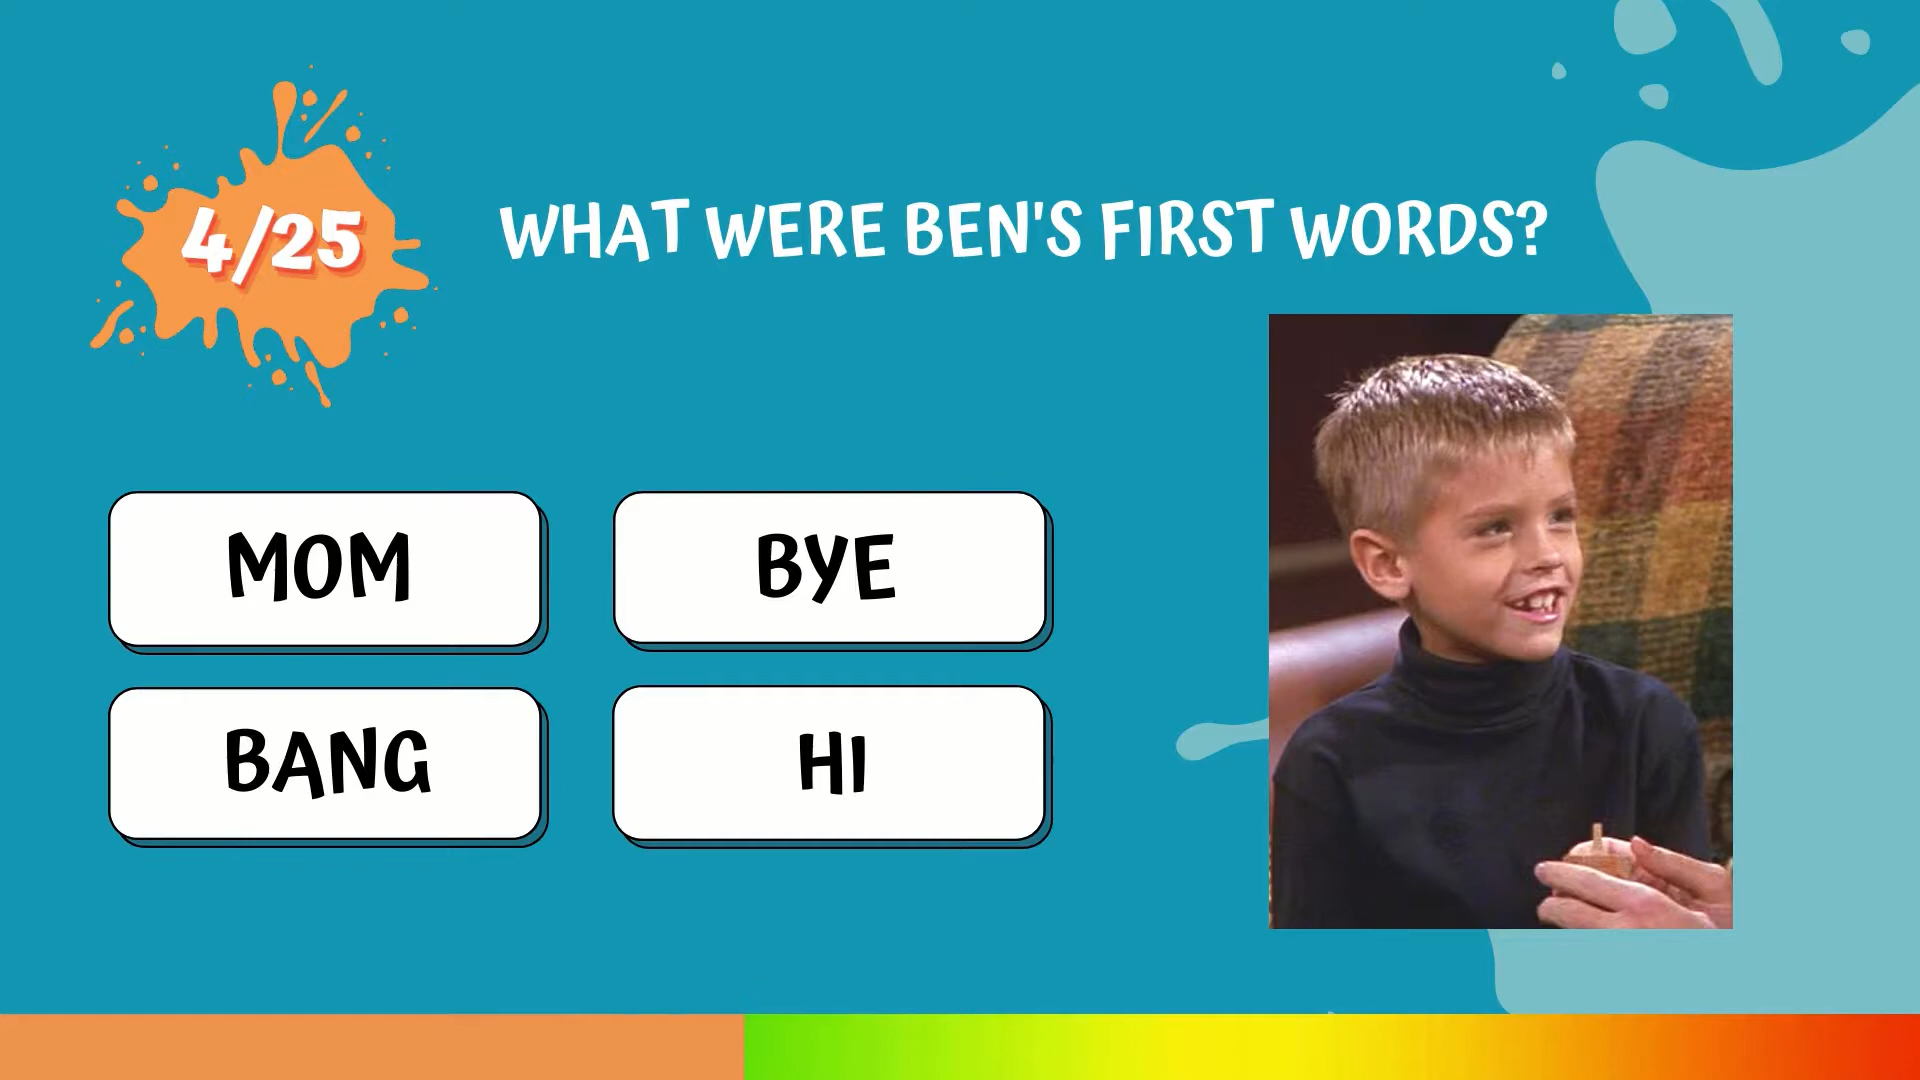 4/25
WHAT WERE BEN'S FIRST WORDS?
MOM
BYE
BANG
HI